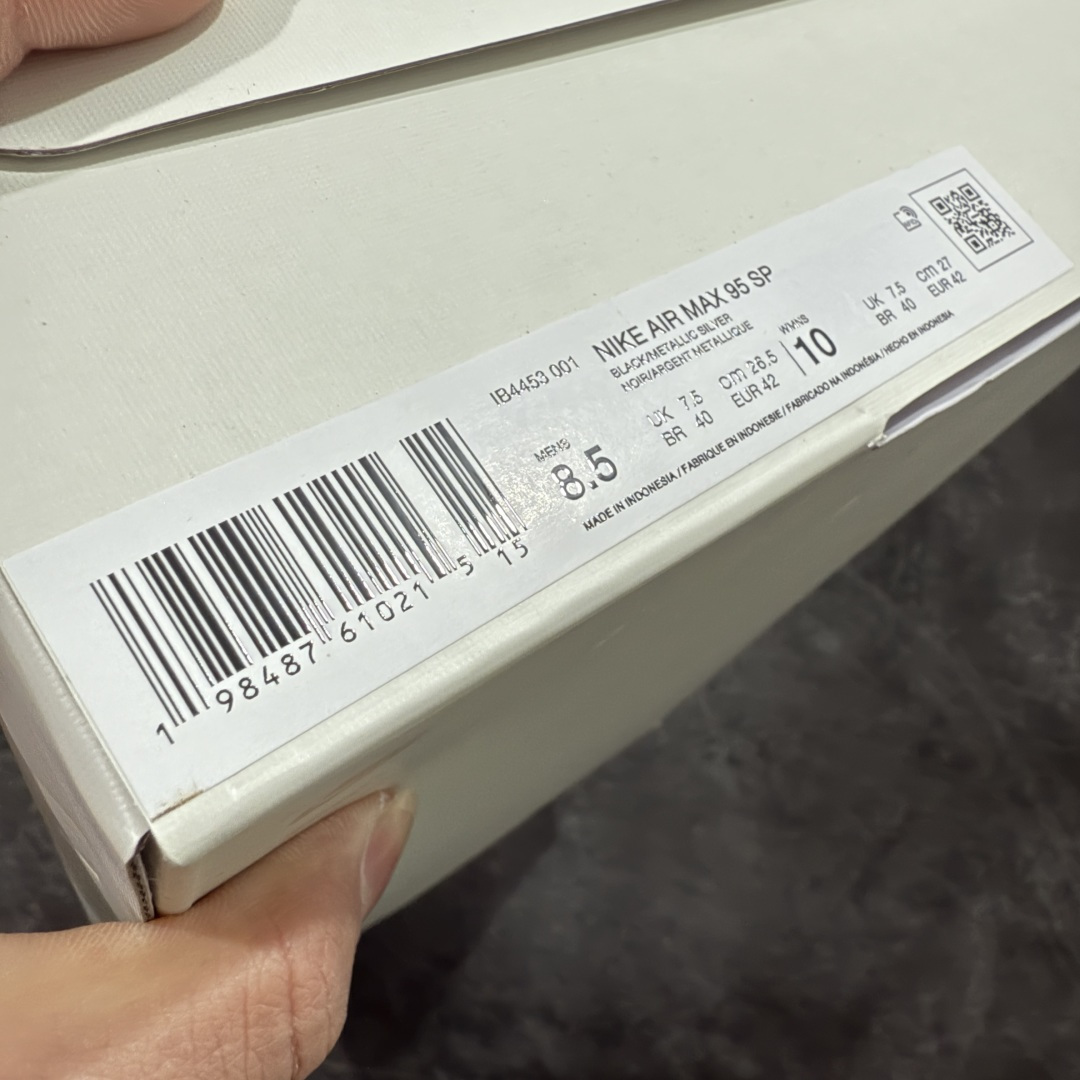 IB4453 001
NIKE AIR MAX 95 SP
BLACK/METALLIC SILVER
NOIR/ARGENT METALLIQUE
MENS
8.5
UK 7.5 cm 26.5
BR 40 EUR 42
WMNS
10
UK 7.5 cm 27
BR 40 EUR 42
MADE IN INDONESIA / FABRIQUE EN INDONESIE / FABRICADO NA INDONÉSIA / HECHO EN INDONESIA
1 98487 61021 5 15